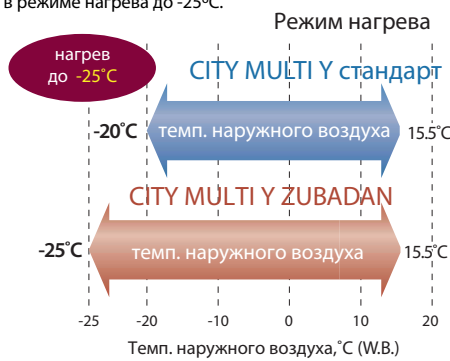 в режиме нагрева до -25ºC.
Режим нагрева
нагрев
до -25˚C
CITY MULTI Y стандарт
-20˚C темп. наружного воздуха 15.5˚C
CITY MULTI Y ZUBADAN
-25˚C темп. наружного воздуха 15.5˚C
-25 -20 -10 0 10 20
Темп. наружного воздуха,˚C (W.B.)